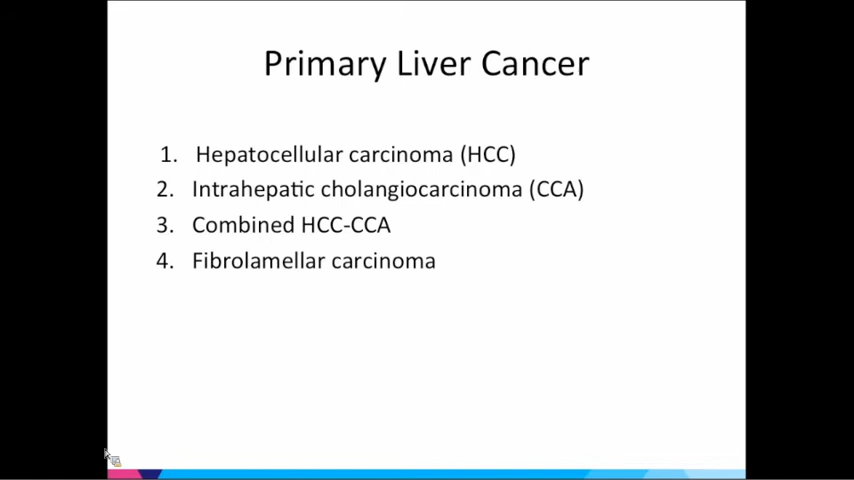 Primary Liver Cancer
1. Hepatocellular carcinoma (HCC)
2. Intrahepatic cholangiocarcinoma (CCA)
3. Combined HCC-CCA
4. Fibrolamellar carcinoma